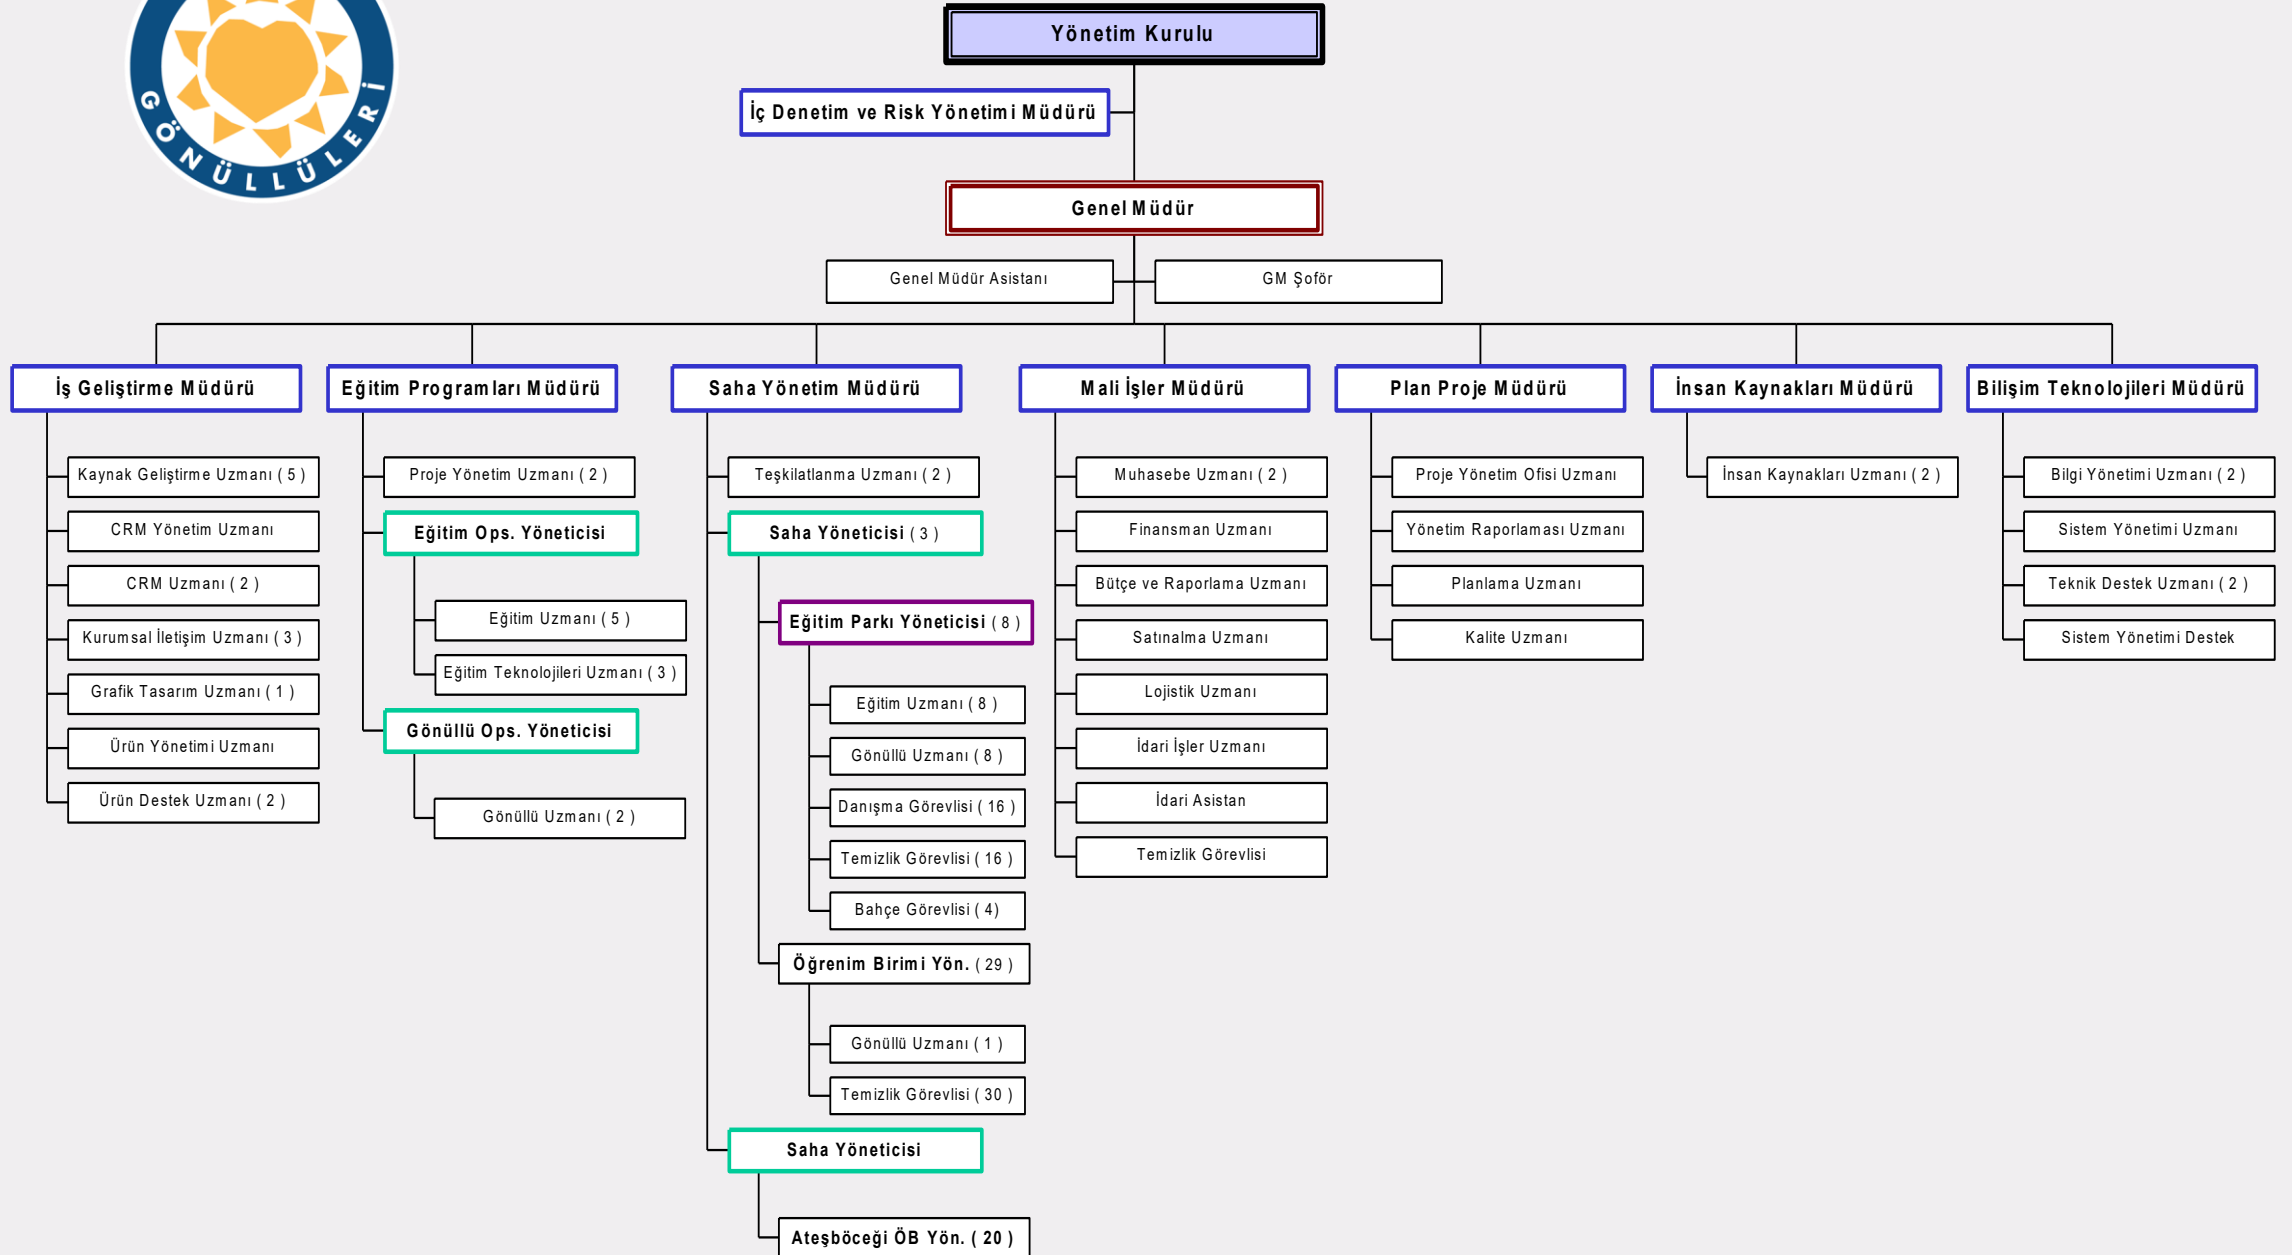 GÖNÜLLÜLERİ
Yönetim Kurulu
İç Denetim ve Risk Yönetimi Müdürü
Genel Müdür
Genel Müdür Asistanı
GM Şoför
İş Geliştirme Müdürü
Kaynak Geliştirme Uzmanı ( 5 )
CRM Yönetim Uzmanı
CRM Uzmanı ( 2 )
Kurumsal İletişim Uzmanı ( 3 )
Grafik Tasarım Uzmanı ( 1 )
Ürün Yönetimi Uzmanı
Ürün Destek Uzmanı ( 2 )
Eğitim Programları Müdürü
Proje Yönetim Uzmanı ( 2 )
Eğitim Ops. Yöneticisi
Eğitim Uzmanı ( 5 )
Eğitim Teknolojileri Uzmanı ( 3 )
Gönüllü Ops. Yöneticisi
Gönüllü Uzmanı ( 2 )
Saha Yönetim Müdürü
Teşkilatlanma Uzmanı ( 2 )
Saha Yöneticisi ( 3 )
Eğitim Parkı Yöneticisi ( 8 )
Eğitim Uzmanı ( 8 )
Gönüllü Uzmanı ( 8 )
Danışma Görevlisi ( 16 )
Temizlik Görevlisi ( 16 )
Bahçe Görevlisi ( 4)
Öğrenim Birimi Yön. ( 29 )
Gönüllü Uzmanı ( 1 )
Temizlik Görevlisi ( 30 )
Saha Yöneticisi
Ateşböceği ÖB Yön. ( 20 )
Mali İşler Müdürü
Muhasebe Uzmanı ( 2 )
Finansman Uzmanı
Bütçe ve Raporlama Uzmanı
Satınalma Uzmanı
Lojistik Uzmanı
İdari İşler Uzmanı
İdari Asistan
Temizlik Görevlisi
Plan Proje Müdürü
Proje Yönetim Ofisi Uzmanı
Yönetim Raporlaması Uzmanı
Planlama Uzmanı
Kalite Uzmanı
İnsan Kaynakları Müdürü
İnsan Kaynakları Uzmanı ( 2 )
Bilişim Teknolojileri Müdürü
Bilgi Yönetimi Uzmanı ( 2 )
Sistem Yönetimi Uzmanı
Teknik Destek Uzmanı ( 2 )
Sistem Yönetimi Destek